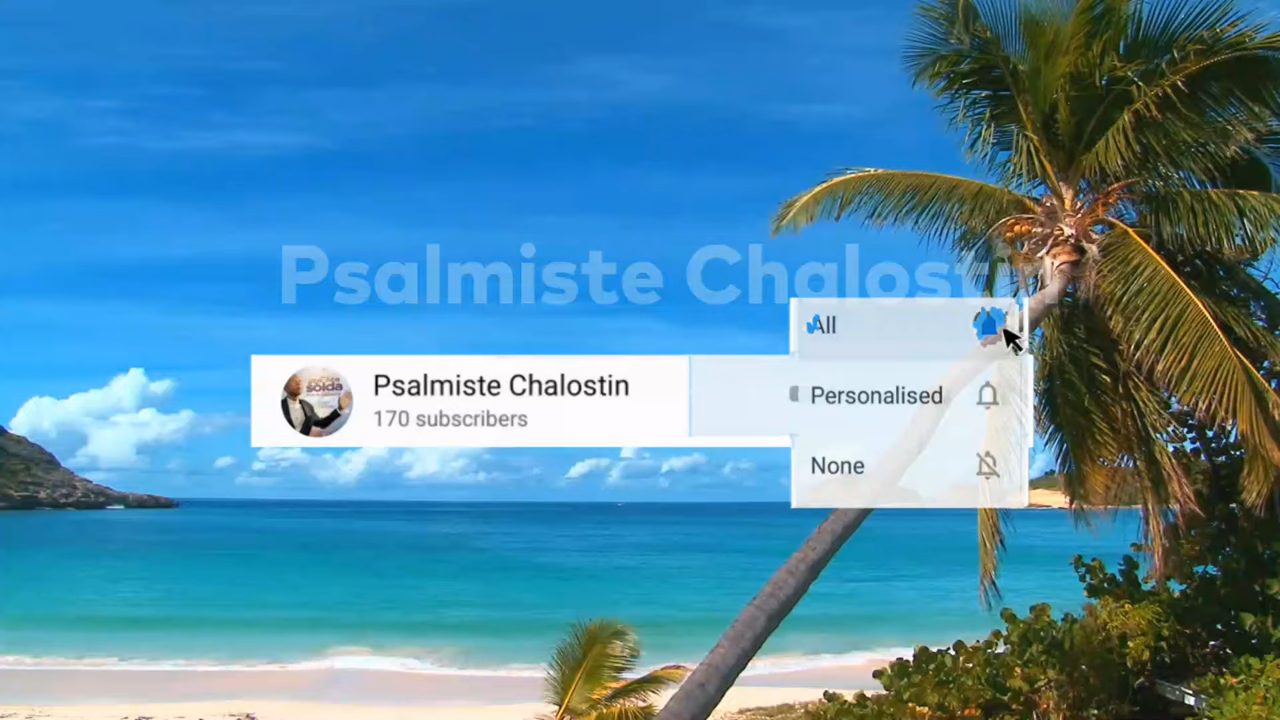 Psalmiste Chalostin
All
Psalmiste Chalostin
170 subscribers
Personalised
None